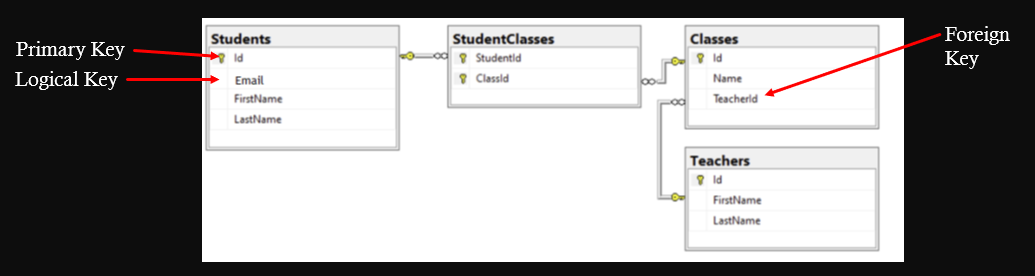 Primary Key
Logical Key
Students
Id
Email
FirstName
LastName
StudentClasses
StudentId
ClassId
Classes
Id
Name
TeacherId
Foreign
Key
Teachers
Id
FirstName
LastName